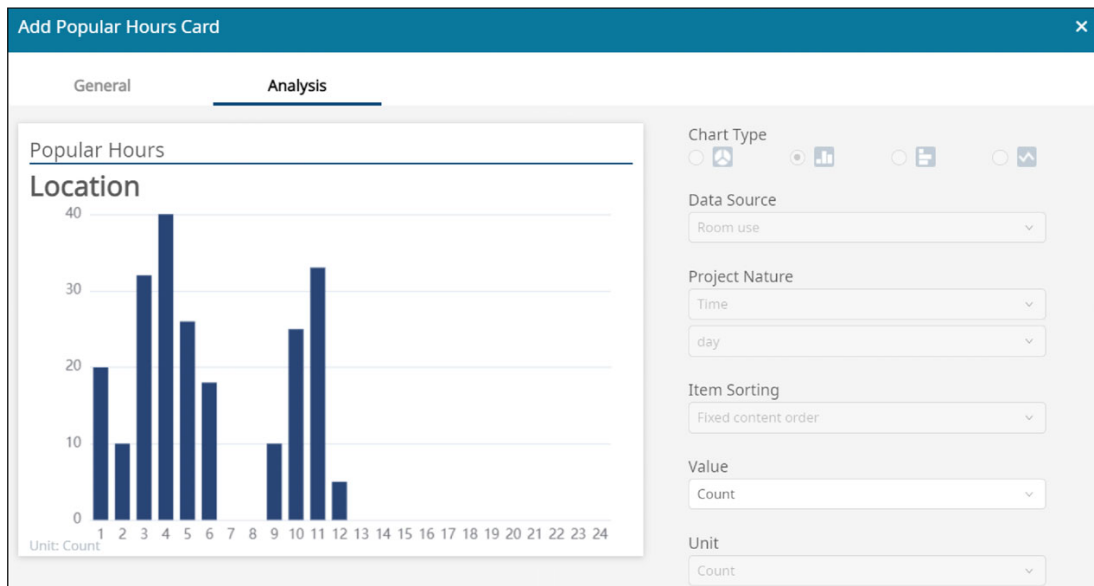 Add Popular Hours Card
General
Analysis
Popular Hours
Location
40
30
20
10
0
1 2 3 4 5 6 7 8 9 10 11 12 13 14 15 16 17 18 19 20 21 22 23 24
Unit: Count
Chart Type
Data Source
Room use
Project Nature
Time
day
Item Sorting
Fixed content order
Value
Count
Unit
Count